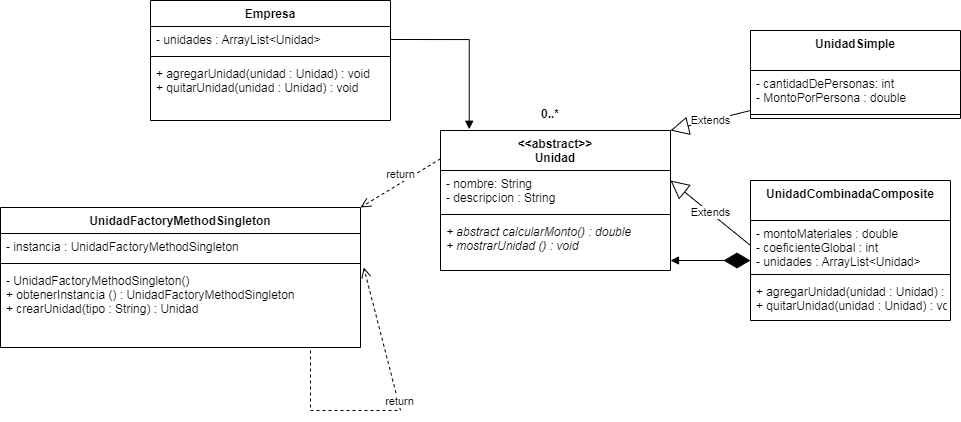 Empresa
- unidades : ArrayList<Unidad>
+ agregarUnidad(unidad : Unidad) : void
+ quitarUnidad(unidad : Unidad) : void
UnidadSimple
- cantidadDePersonas: int
- MontoPorPersona : double
0..*
Extends
<<abstract>>
Unidad
- nombre: String
- descripcion : String
+ abstract calcularMonto() : double
+ mostrarUnidad () : void
return
Extends
UnidadCombinadaComposite
- montoMateriales : double
- coeficienteGlobal : int
- unidades : ArrayList<Unidad>
+ agregarUnidad(unidad : Unidad) :
+ quitarUnidad(unidad : Unidad) : vo
UnidadFactoryMethodSingleton
- instancia : UnidadFactoryMethodSingleton
- UnidadFactoryMethodSingleton()
+ obtenerInstancia () : UnidadFactoryMethodSingleton
+ crearUnidad(tipo : String) : Unidad
return